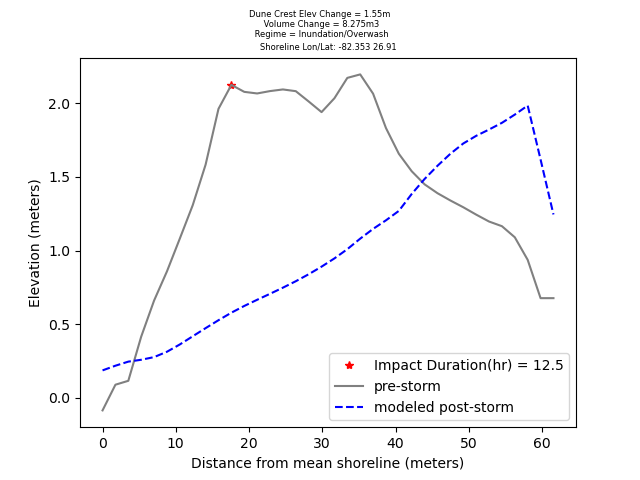 Dune Crest Elev Change = 1.55m
Volume Change = 8.275m3
Regime = Inundation/Overwash
Shoreline Lon/Lat: -82.353 26.91
2.0
1.5
1.0
0.5
0.0
Elevation (meters)
Impact Duration(hr) = 12.5
pre-storm
modeled post-storm
0 10 20 30 40 50 60
Distance from mean shoreline (meters)